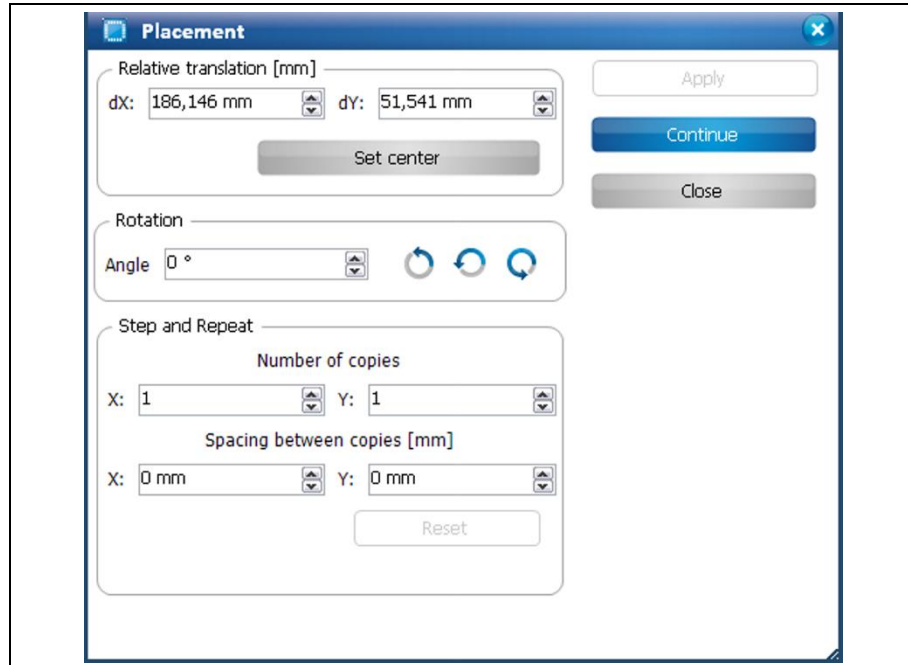 Placement
Relative translation [mm]
dX: 186,146 mm dY: 51,541 mm
Set center
Apply
Continue
Close
Rotation
Angle 0 °
Step and Repeat
Number of copies
X: 1 Y: 1
Spacing between copies [mm]
X: 0 mm Y: 0 mm
Reset